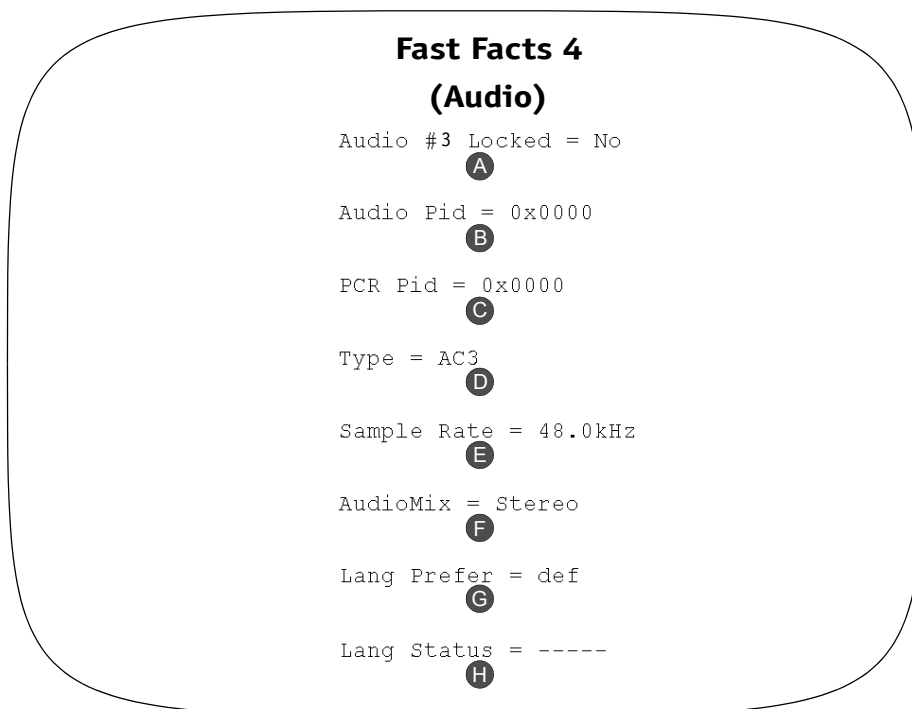 Fast Facts 4
(Audio)
Audio #3 Locked = No
A
Audio Pid = 0x0000
B
PCR Pid = 0x0000
C
Type = AC3
D
Sample Rate = 48.0kHz
E
AudioMix = Stereo
F
Lang Prefer = def
G
Lang Status = -----
H